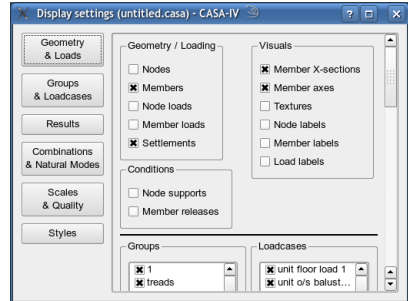 Display settings (untitled.casa) - CASA-IV
Geometry
& Loads
Groups
& Loadcases
Results
Combinations
& Natural Modes
Scales
& Quality
Styles
Geometry / Loading
Nodes
Members
Node loads
Member loads
Settlements
Conditions
Node supports
Member releases
Visuals
Member X-sections
Member axes
Textures
Node labels
Member labels
Load labels
Groups
1
treads
Loadcases
unit floor load 1
unit o/s balust...